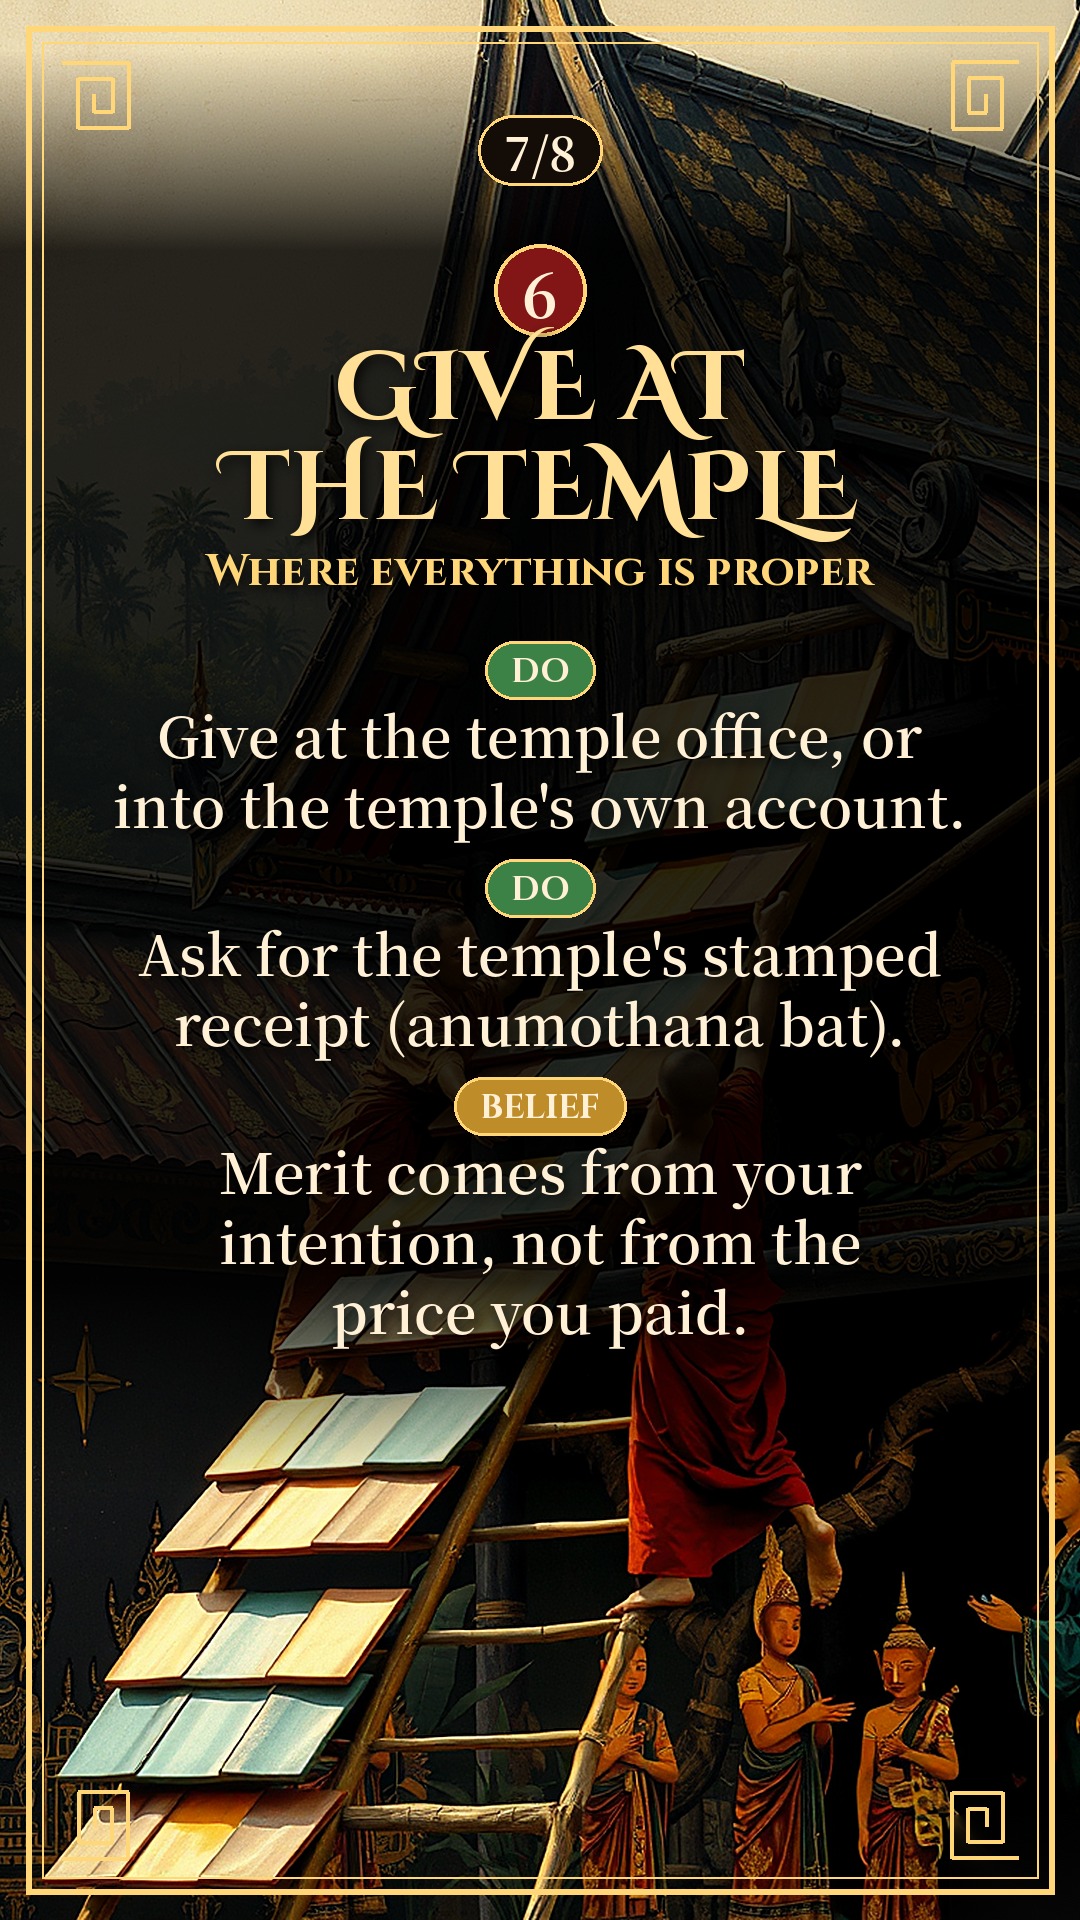 7/8
6
GIVE AT
THE TEMPLE
WHERE EVERYTHING IS PROPER
DO
Give at the temple office, or
into the temple's own account.
DO
Ask for the temple's stamped
receipt (anumothana bat).
BELIEF
Merit comes from your
intention, not from the
price you paid.